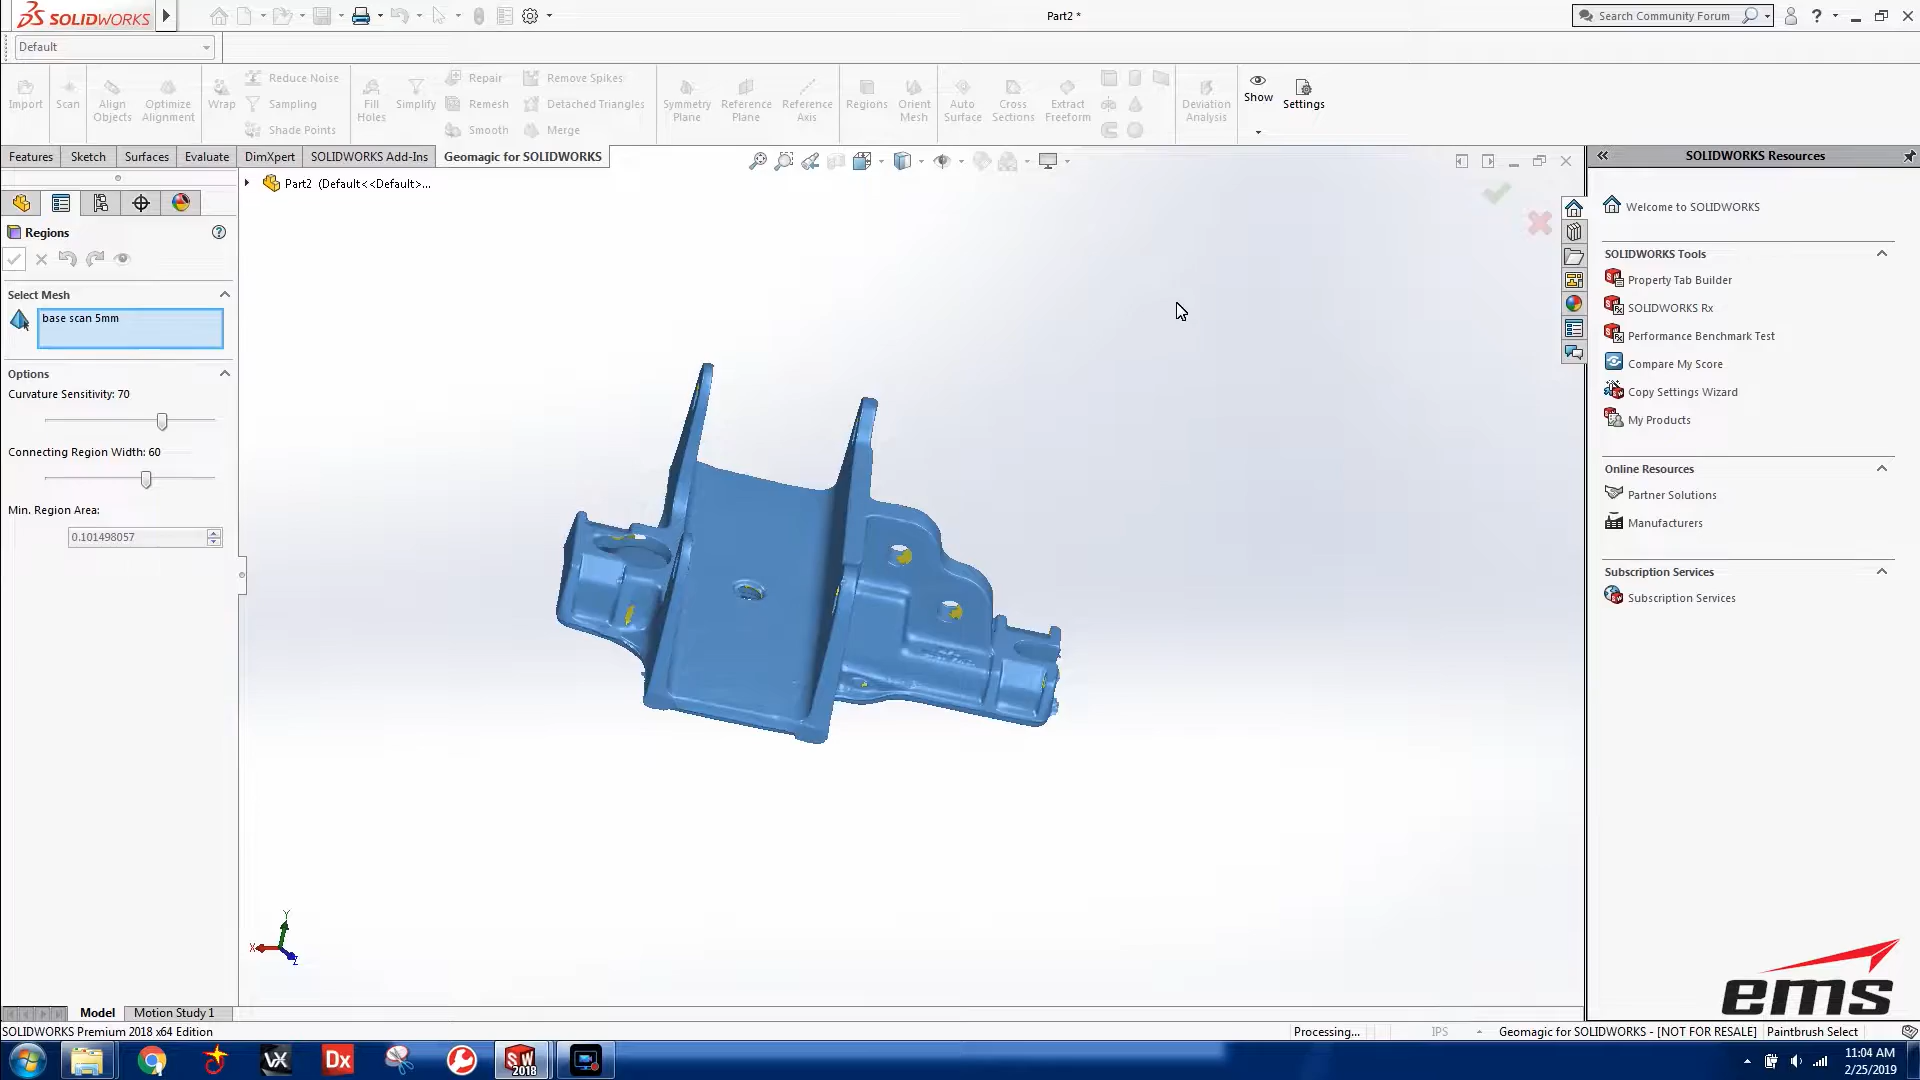 SOLIDWORKS
Part2 *
Search Community Forum
?
Default
Import
Scan
Align Objects
Optimize Alignment
Wrap
Reduce Noise
Sampling
Shade Points
Fill Holes
Simplify
Repair
Remesh
Smooth
Remove Spikes
Detached Triangles
Merge
Symmetry Plane
Reference Plane
Reference Axis
Regions
Orient Mesh
Auto Surface
Cross Sections
Extract Freeform
Deviation Analysis
Show
Settings
Features
Sketch
Surfaces
Evaluate
DimXpert
SOLIDWORKS Add-Ins
Geomagic for SOLIDWORKS
Part2 (Default<<Default>...
Regions
?
Select Mesh
base scan 5mm
Options
Curvature Sensitivity: 70
Connecting Region Width: 60
Min. Region Area:
0.101498057
Y
X
Z
SOLIDWORKS Resources
Welcome to SOLIDWORKS
SOLIDWORKS Tools
Property Tab Builder
SOLIDWORKS Rx
Performance Benchmark Test
Compare My Score
Copy Settings Wizard
My Products
Online Resources
Partner Solutions
Manufacturers
Subscription Services
Subscription Services
ems
Model
Motion Study 1
SOLIDWORKS Premium 2018 x64 Edition
Processing...
IPS
Geomagic for SOLIDWORKS - [NOT FOR RESALE]
Paintbrush Select
VX
Dx
SW
2018
11:04 AM
2/25/2019